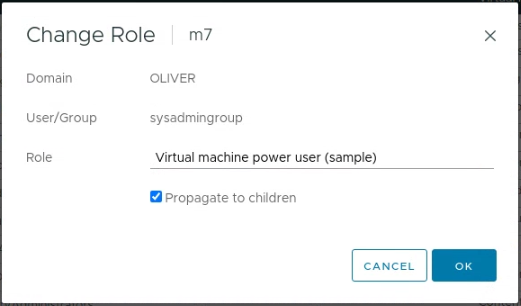 Change Role m7
Domain OLIVER
User/Group sysadmingroup
Role Virtual machine power user (sample)
Propagate to children
CANCEL OK